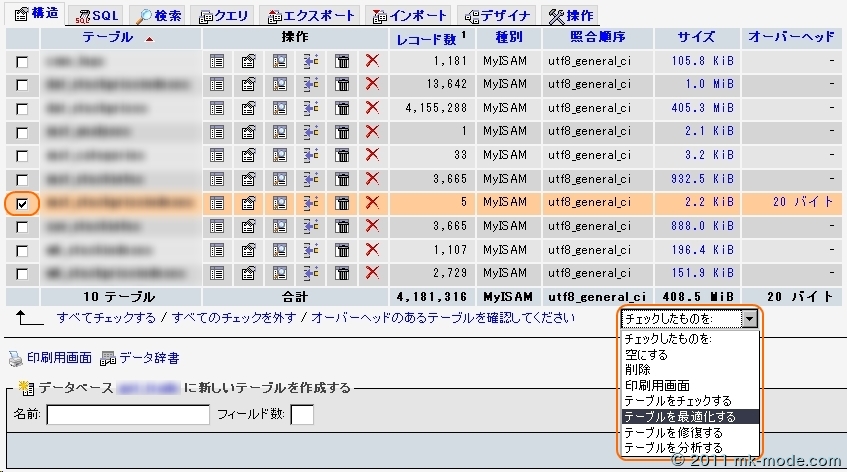 構造 SQL 検索 クエリ エクスポート インポート デザイナ 操作
テーブル 操作 レコード数 1 種別 照合順序 サイズ オーバーヘッド
1,181 MyISAM utf8_general_ci 105.8 KiB -
13,642 MyISAM utf8_general_ci 1.0 MiB -
4,155,288 MyISAM utf8_general_ci 405.3 MiB -
1 MyISAM utf8_general_ci 2.1 KiB -
33 MyISAM utf8_general_ci 3.2 KiB -
3,665 MyISAM utf8_general_ci 932.5 KiB -
5 MyISAM utf8_general_ci 2.2 KiB 20 バイト
3,665 MyISAM utf8_general_ci 888.0 KiB -
1,107 MyISAM utf8_general_ci 196.4 KiB -
2,729 MyISAM utf8_general_ci 151.9 KiB -
10 テーブル 合計 4,181,316 MyISAM utf8_general_ci 408.5 MiB 20 バイト
すべてチェックする / すべてのチェックを外す / オーバーヘッドのあるテーブルを確認してください
チェックしたものを:
チェックしたものを:
空にする
削除
印刷用画面
テーブルをチェックする
テーブルを最適化する
テーブルを修復する
テーブルを分析する
印刷用画面 データ辞書
データベース に新しいテーブルを作成する
名前: フィールド数:
© 2011 mk-mode.com